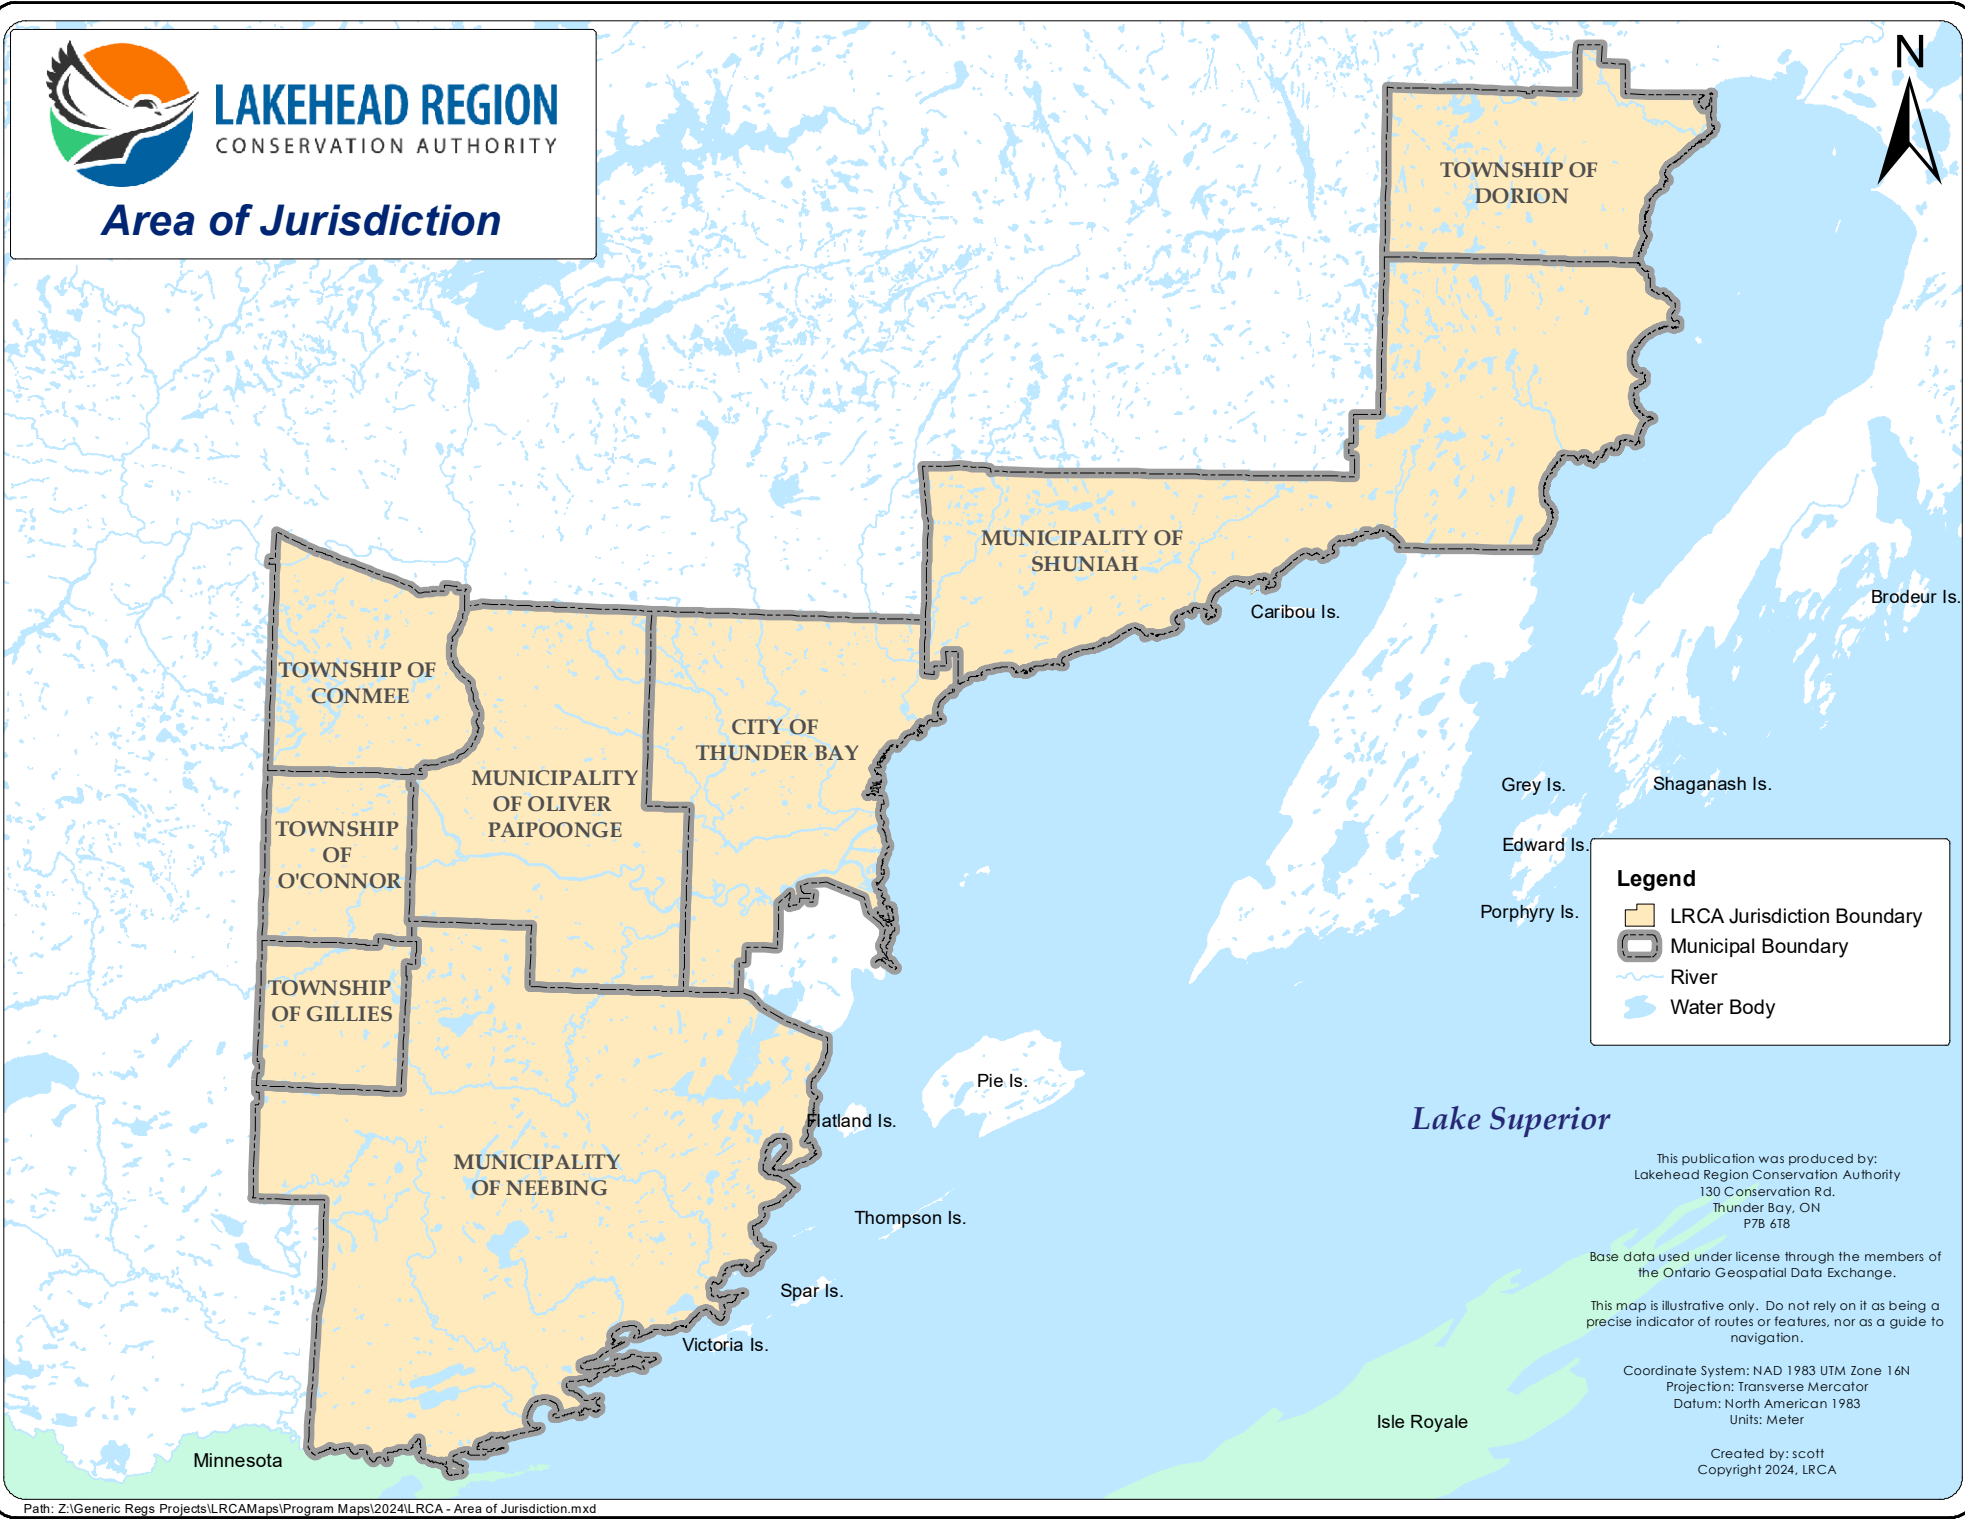 LAKEHEAD REGION
CONSERVATION AUTHORITY
Area of Jurisdiction
N
TOWNSHIP OF
DORION
MUNICIPALITY OF
SHUNIAH
Caribou Is.
Brodeur Is.
TOWNSHIP OF
CONMEE
CITY OF
THUNDER BAY
MUNICIPALITY
OF OLIVER
PAIPOONGE
TOWNSHIP
OF
O'CONNOR
Grey Is.
Shaganash Is.
Edward Is.
Porphyry Is.
Legend
LRCA Jurisdiction Boundary
Municipal Boundary
River
Water Body
TOWNSHIP
OF GILLIES
Pie Is.
Flatland Is.
Lake Superior
MUNICIPALITY
OF NEEBING
Thompson Is.
Spar Is.
Victoria Is.
This publication was produced by:
Lakehead Region Conservation Authority
130 Conservation Rd.
Thunder Bay, ON
P7B 6T8
Base data used under license through the members of
the Ontario Geospatial Data Exchange.
This map is illustrative only. Do not rely on it as being a
precise indicator of routes or features, nor as a guide to
navigation.
Coordinate System: NAD 1983 UTM Zone 16N
Projection: Transverse Mercator
Datum: North American 1983
Units: Meter
Created by: scott
Copyright 2024, LRCA
Isle Royale
Minnesota
Path: Z:\Generic Regs Projects\LRCAMaps\Program Maps\2024\LRCA - Area of Jurisdiction.mxd